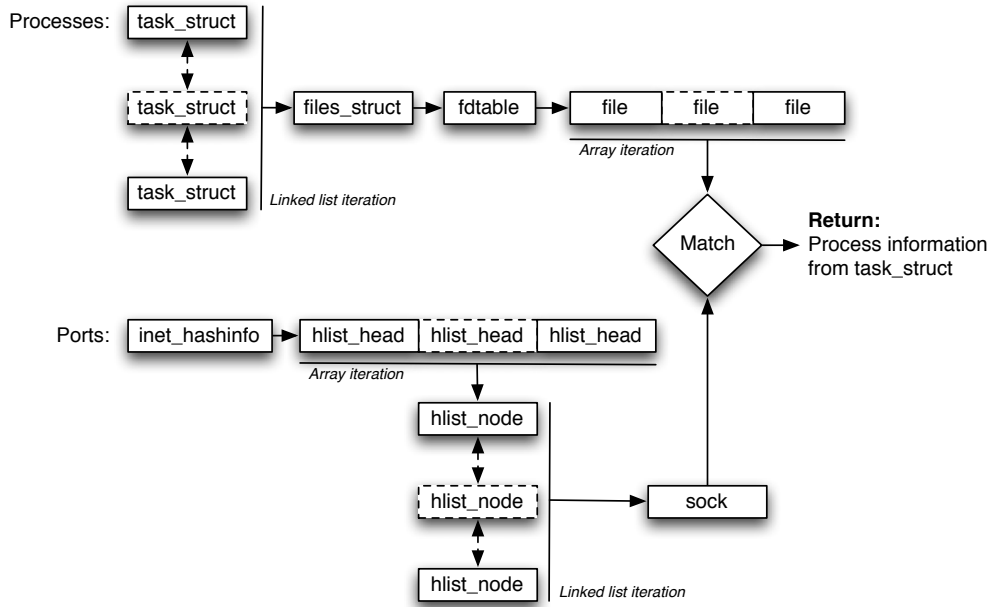 Processes: task_struct
task_struct files_struct fdtable file file file
Array iteration
task_struct
Linked list iteration
Match
Return:
Process information
from task_struct
Ports: inet_hashinfo hlist_head hlist_head hlist_head
Array iteration
hlist_node
hlist_node sock
hlist_node
Linked list iteration